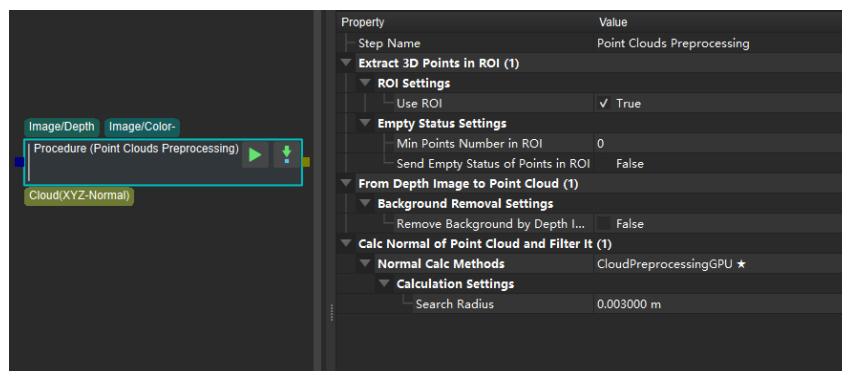 Image/Depth Image/Color-
Procedure (Point Clouds Preprocessing)
Cloud(XYZ-Normal)
Property Value
Step Name Point Clouds Preprocessing
Extract 3D Points in ROI (1)
ROI Settings
Use ROI True
Empty Status Settings
Min Points Number in ROI 0
Send Empty Status of Points in ROI False
From Depth Image to Point Cloud (1)
Background Removal Settings
Remove Background by Depth I... False
Calc Normal of Point Cloud and Filter It (1)
Normal Calc Methods CloudPreprocessingGPU ★
Calculation Settings
Search Radius 0.003000 m